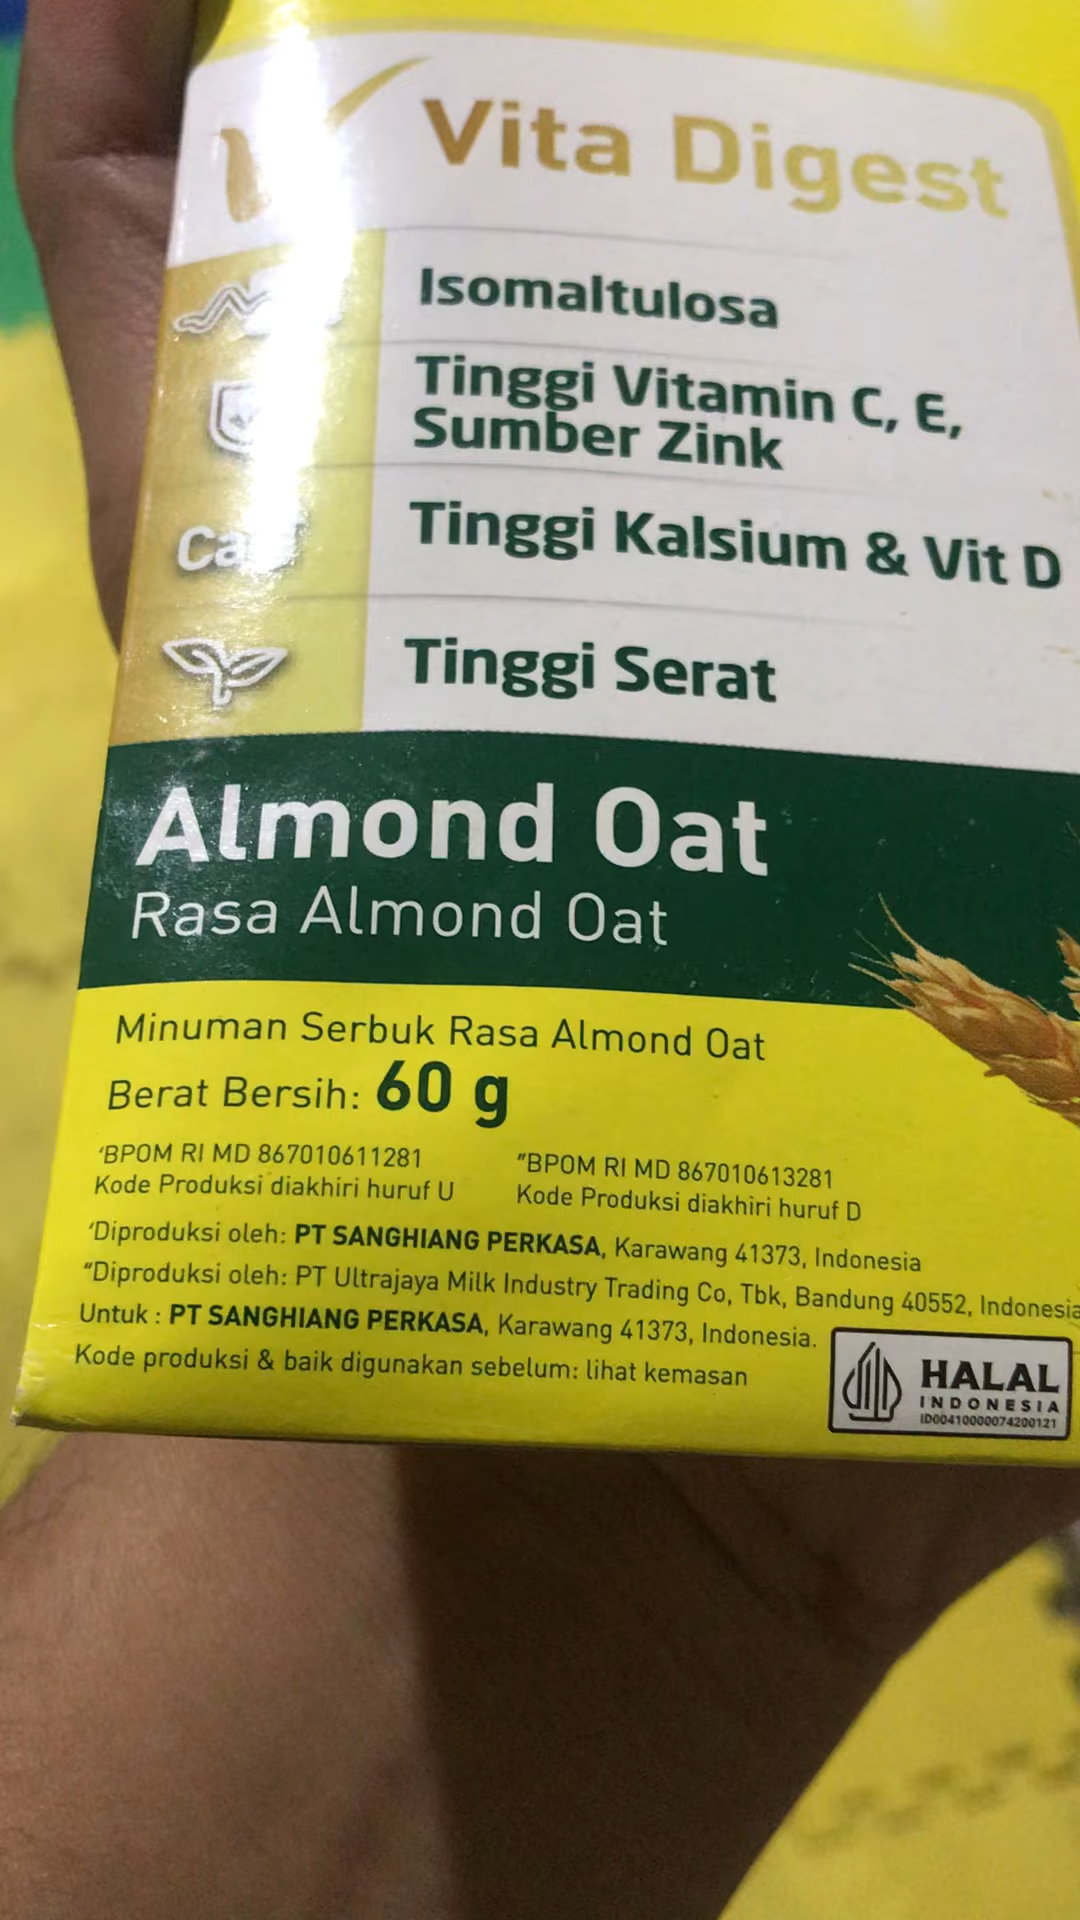 Vita Digest
Isomaltulosa
Tinggi Vitamin C, E,
Sumber Zink
Tinggi Kalsium & Vit D
Tinggi Serat
Almond Oat
Rasa Almond Oat
Minuman Serbuk Rasa Almond Oat
Berat Bersih: 60 g
'BPOM RI MD 867010611281
Kode Produksi diakhiri huruf U
"BPOM RI MD 867010613281
Kode Produksi diakhiri huruf D
'Diproduksi oleh: PT SANGHIANG PERKASA, Karawang 41373, Indonesia
"Diproduksi oleh: PT Ultrajaya Milk Industry Trading Co, Tbk, Bandung 40552, Indonesia
Untuk : PT SANGHIANG PERKASA, Karawang 41373, Indonesia.
Kode produksi & baik digunakan sebelum: lihat kemasan
HALAL
INDONESIA
ID00410000074200121